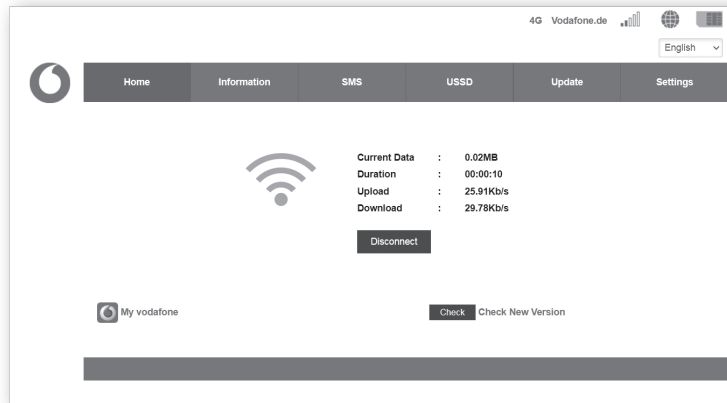 4G Vodafone.de
English
Home Information SMS USSD Update Settings
Current Data : 0.02MB
Duration : 00:00:10
Upload : 25.91Kb/s
Download : 29.78Kb/s
Disconnect
My vodafone
Check Check New Version